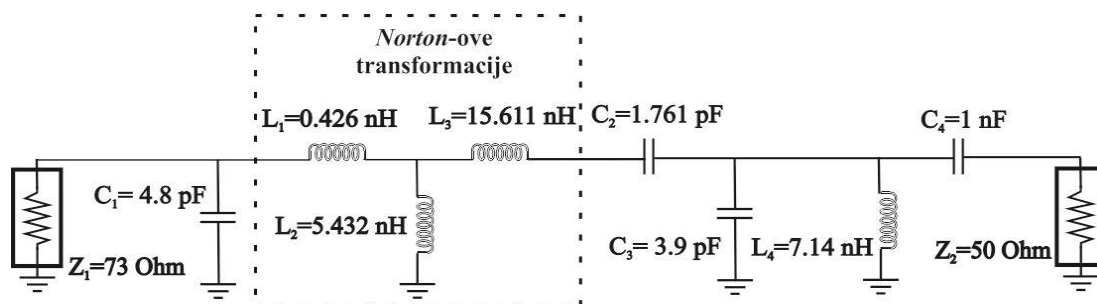 Norton-ove
transformacije
L₁=0.426 nH
L₃=15.611 nH
C₂=1.761 pF
C₄=1 nF
C₁= 4.8 pF
L₂=5.432 nH
C₃= 3.9 pF
L₄=7.14 nH
Z₁=73 Ohm
Z₂=50 Ohm